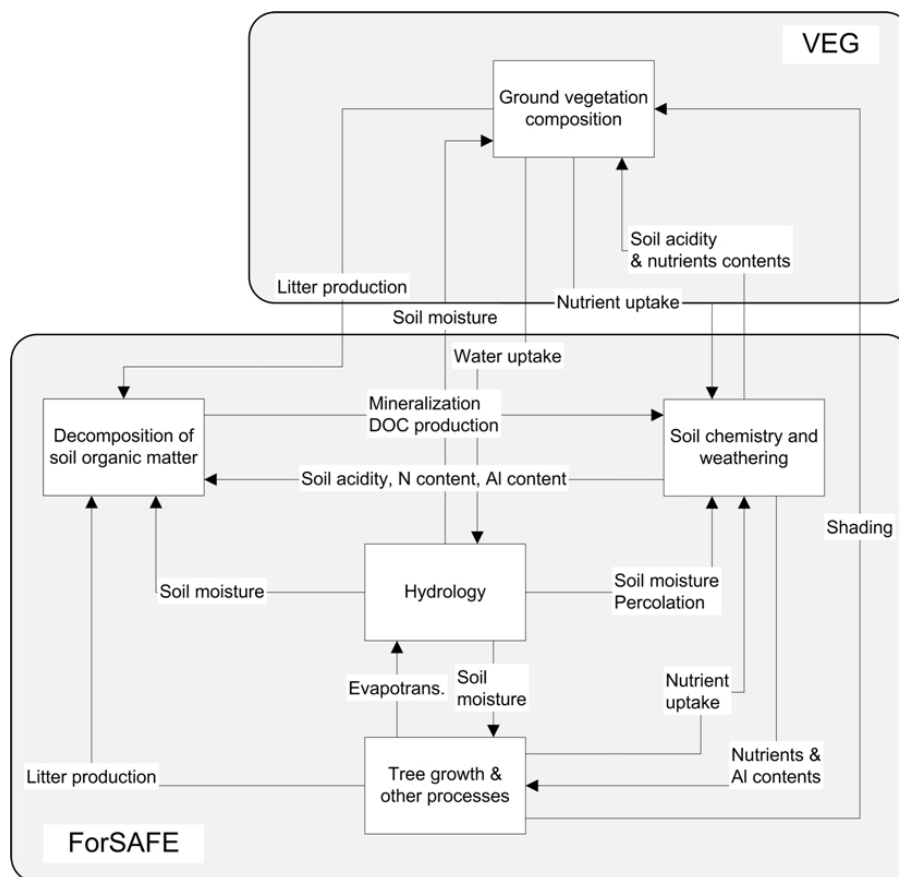 VEG
Ground vegetation
composition
Soil acidity
& nutrients contents
Litter production
Nutrient uptake
Soil moisture
Water uptake
Mineralization
DOC production
Decomposition of
soil organic matter
Soil chemistry and
weathering
Soil acidity, N content, Al content
Shading
Soil moisture
Hydrology
Soil moisture
Percolation
Evapotrans.
Soil
moisture
Nutrient
uptake
Litter production
Tree growth &
other processes
Nutrients &
Al contents
ForSAFE